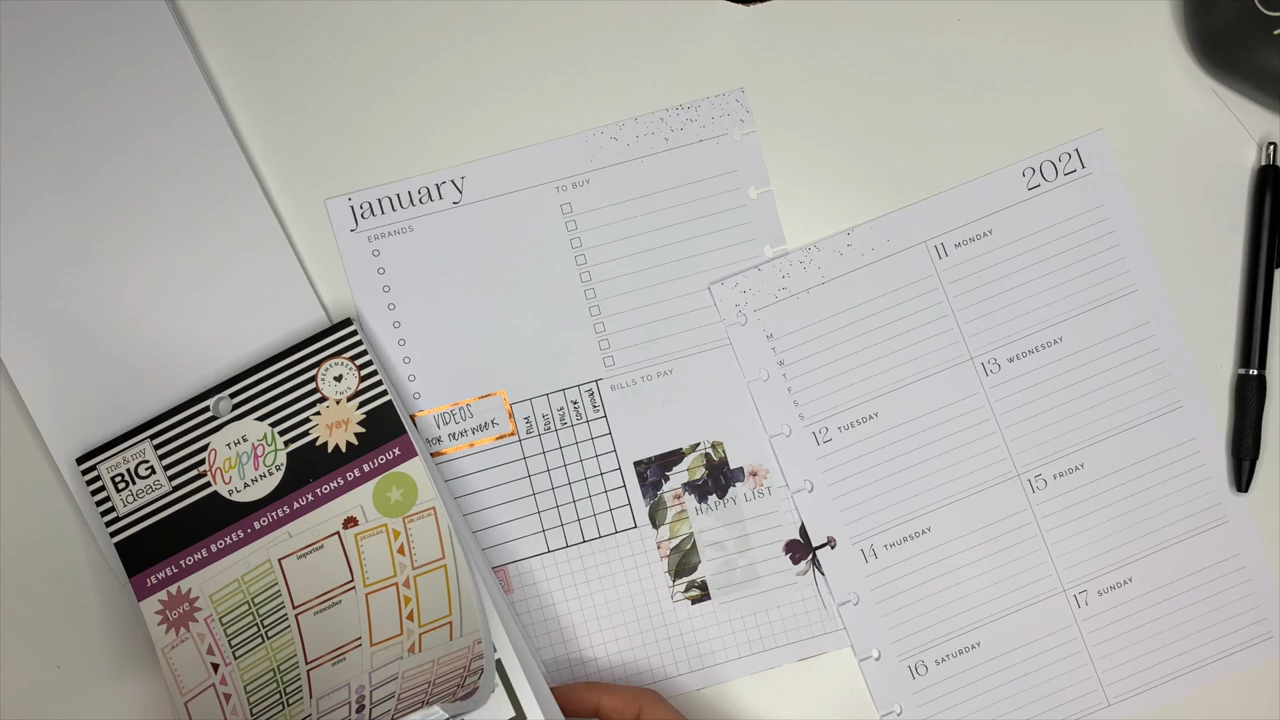 january
ERRANDS
TO BUY
VIDEOS
for next week
FILM
EDIT
VOICE
COVER
UPLOAD
BILLS TO PAY
HAPPY LIST
2021
M
T
W
T
F
S
S
11 MONDAY
12 TUESDAY
13 WEDNESDAY
14 THURSDAY
15 FRIDAY
16 SATURDAY
17 SUNDAY
REMEMBER
THIS
yay
me & my
BIG
ideas.
THE
happy
PLANNER®
JEWEL TONE BOXES • BOÎTES AUX TONS DE BIJOUX
love
important
remember
notes